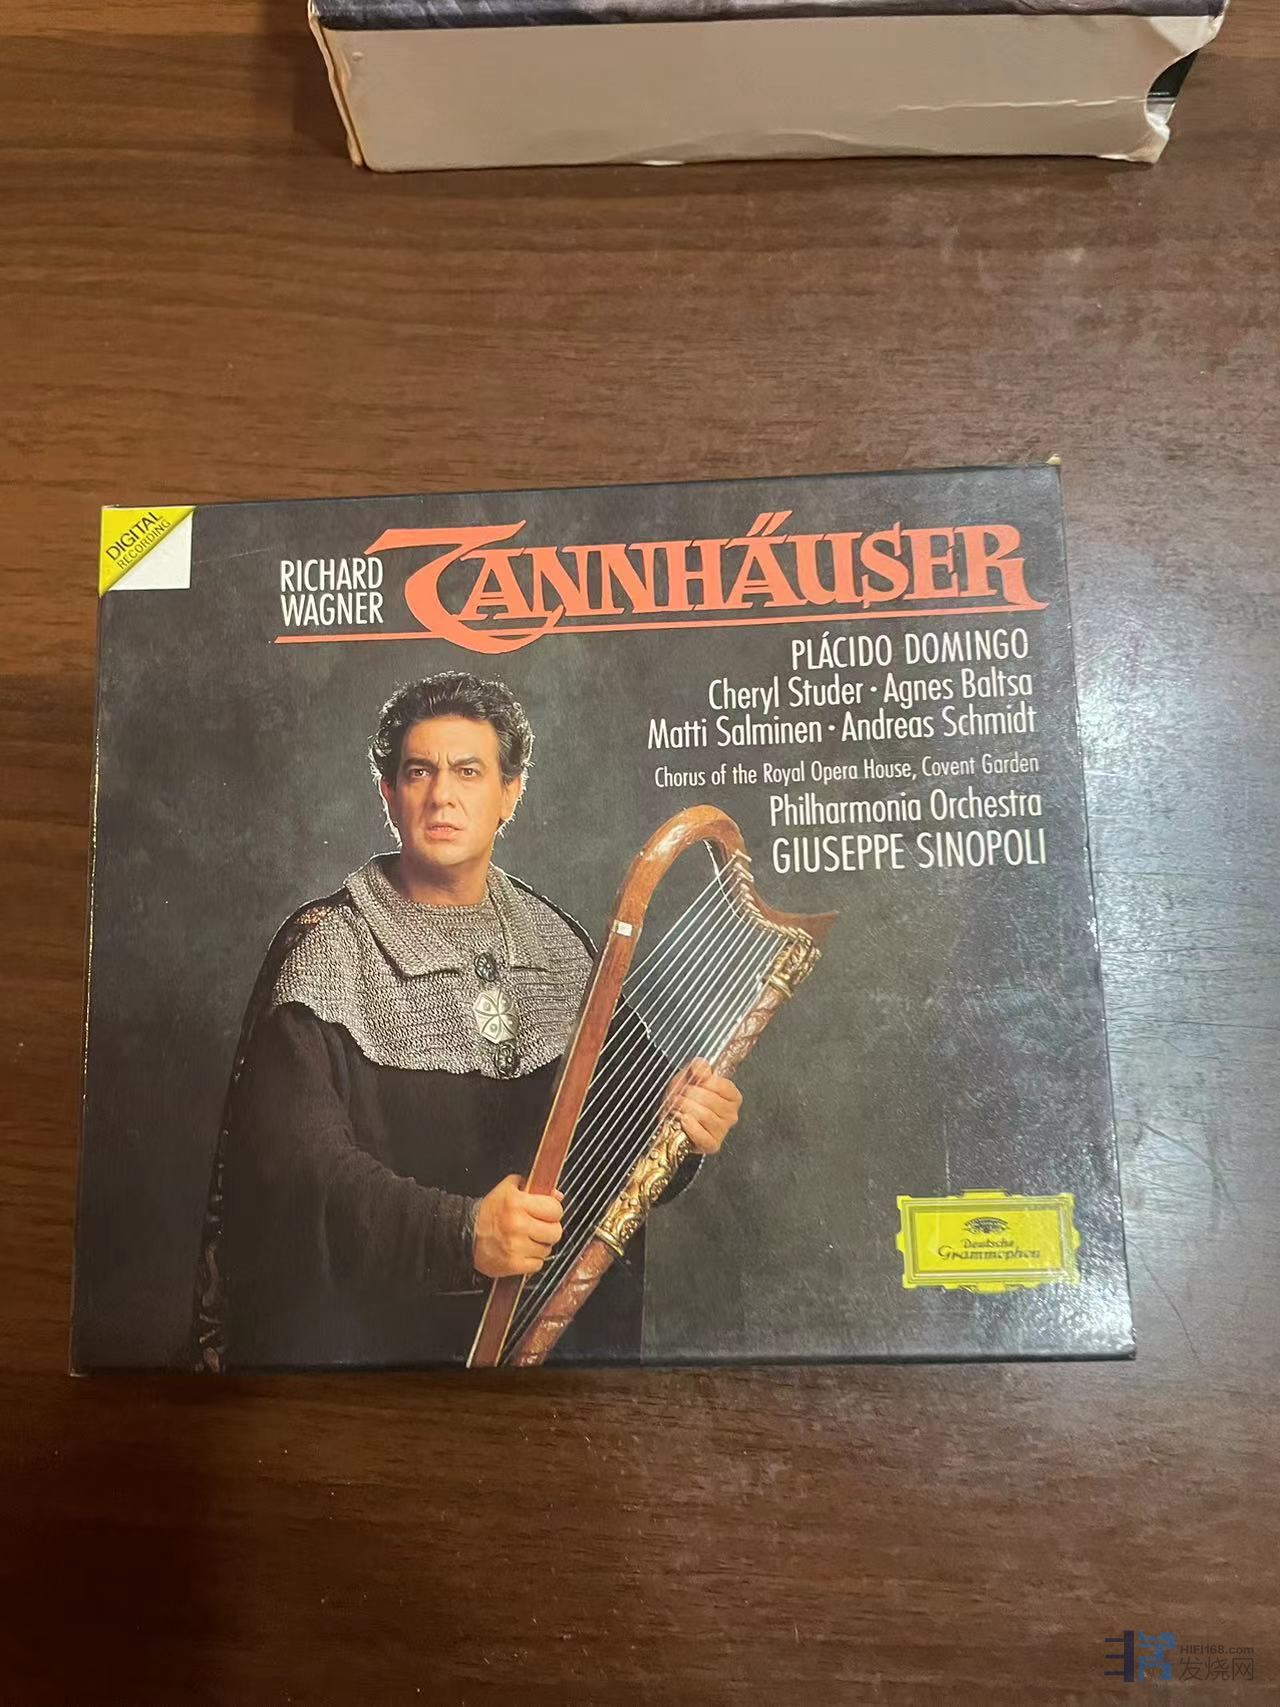 DIGITAL
RECORDING
RICHARD
WAGNER
TANNHÄUSER
PLÁCIDO DOMINGO
Cheryl Studer · Agnes Baltsa
Matti Salminen · Andreas Schmidt
Chorus of the Royal Opera House, Covent Garden
Philharmonia Orchestra
GIUSEPPE SINOPOLI
Deutsche
Grammophon
HIFI168.com
发烧网